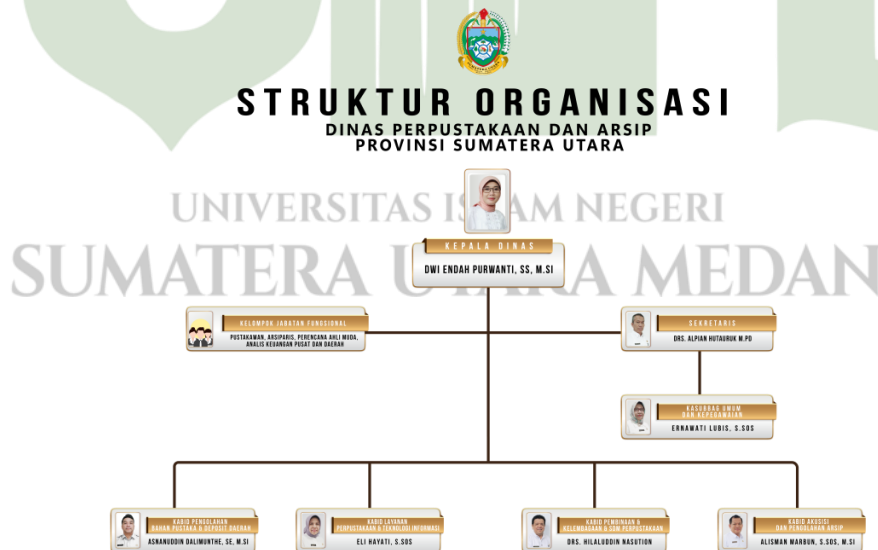 STRUKTUR ORGANISASI
DINAS PERPUSTAKAAN DAN ARSIP
PROVINSI SUMATERA UTARA
UNIVERSITAS ISLAM NEGERI
SUMATERA UTARA MEDAN
KEPALA DINAS
DWI ENDAH PURWANTI, SS, M.SI
KELOMPOK JABATAN FUNGSIONAL
PUSTAKAWAN, ARSIPARIS, PERENCANA AHLI MUDA,
ANALIS KEUANGAN PUSAT DAN DAERAH
SEKRETARIS
DRS. ALPIAN HUTAURUK M.PD
KASUBBAG UMUM
DAN KEPEGAWAIAN
ERNAWATI LUBIS, S.SOS
KABID PENGOLAHAN
BAHAN PUSTAKA & DEPOSIT DAERAH
ASNANUDDIN DALIMUNTHE, SE, M.SI
KABID LAYANAN
PERPUSTAKAAN & TEKNOLOGI INFORMASI
ELI HAYATI, S.SOS
KABID PEMBINAAN &
KELEMBAGAAN & SDM PERPUSTAKAAN
DRS. HILALUDDIN NASUTION
KABID AKUSISI
DAN PENGOLAHAN ARSIP
ALISMAN MARBUN, S.SOS, M.SI